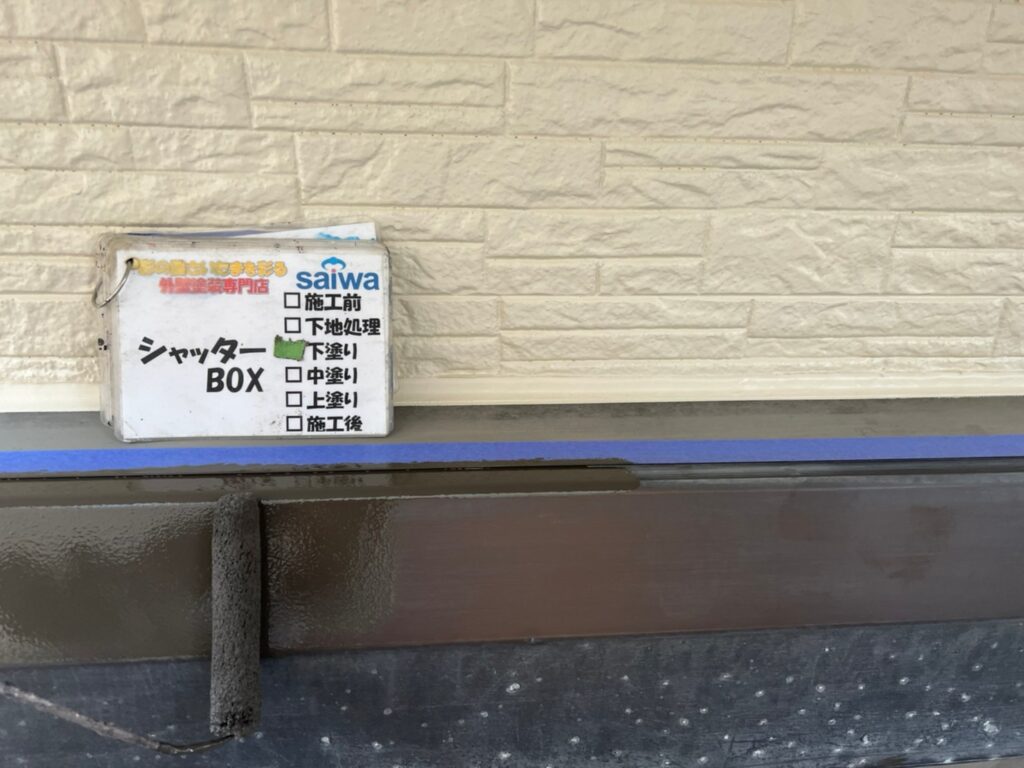 外壁塗装専門店
saiwa
シャッター
BOX
□施工前
□下地処理
下塗り
□中塗り
□上塗り
□施工後